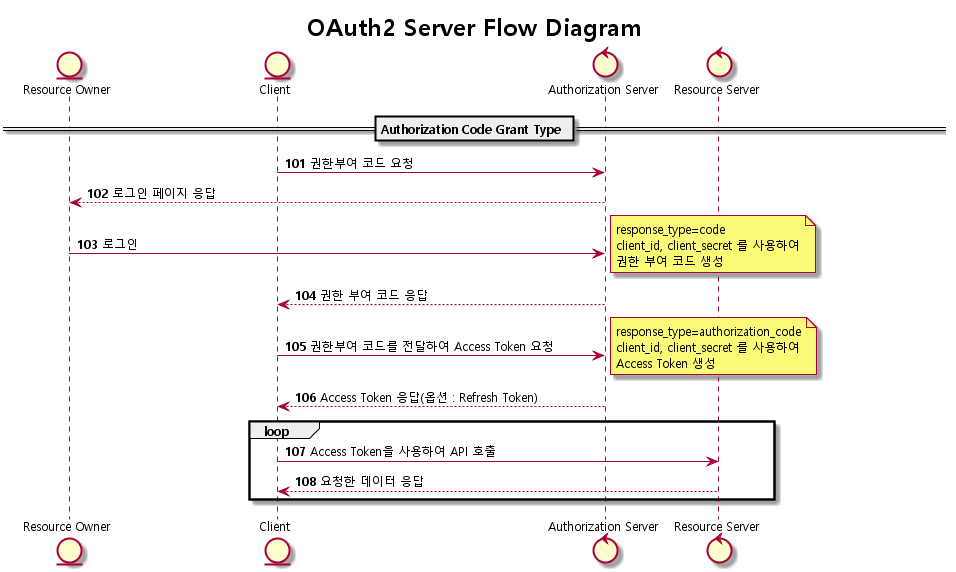 OAuth2 Server Flow Diagram
Resource Owner
Client
Authorization Server
Resource Server
Authorization Code Grant Type
101 권한부여 코드 요청
102 로그인 페이지 응답
103 로그인
response_type=code
client_id, client_secret 를 사용하여
권한 부여 코드 생성
104 권한 부여 코드 응답
105 권한부여 코드를 전달하여 Access Token 요청
response_type=authorization_code
client_id, client_secret 를 사용하여
Access Token 생성
106 Access Token 응답(옵션 : Refresh Token)
loop
107 Access Token을 사용하여 API 호출
108 요청한 데이터 응답
Resource Owner
Client
Authorization Server
Resource Server